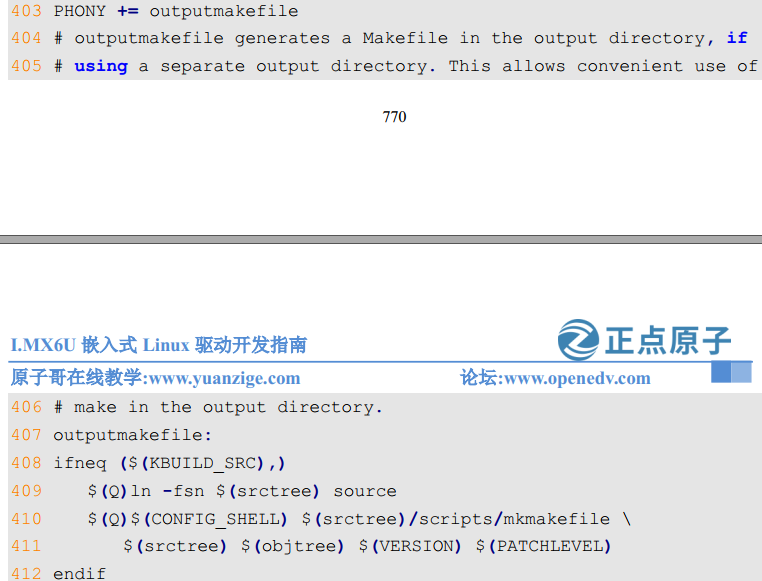 403 PHONY += outputmakefile
404 # outputmakefile generates a Makefile in the output directory, if
405 # using a separate output directory. This allows convenient use of
770
正点原子
I.MX6U 嵌入式 Linux 驱动开发指南
原子哥在线教学:www.yuanzige.com 论坛:www.openedv.com
406 # make in the output directory.
407 outputmakefile:
408 ifneq ($(KBUILD_SRC),)
409 $(Q)ln -fsn $(srctree) source
410 $(Q)$(CONFIG_SHELL) $(srctree)/scripts/mkmakefile \
411 $(srctree) $(objtree) $(VERSION) $(PATCHLEVEL)
412 endif